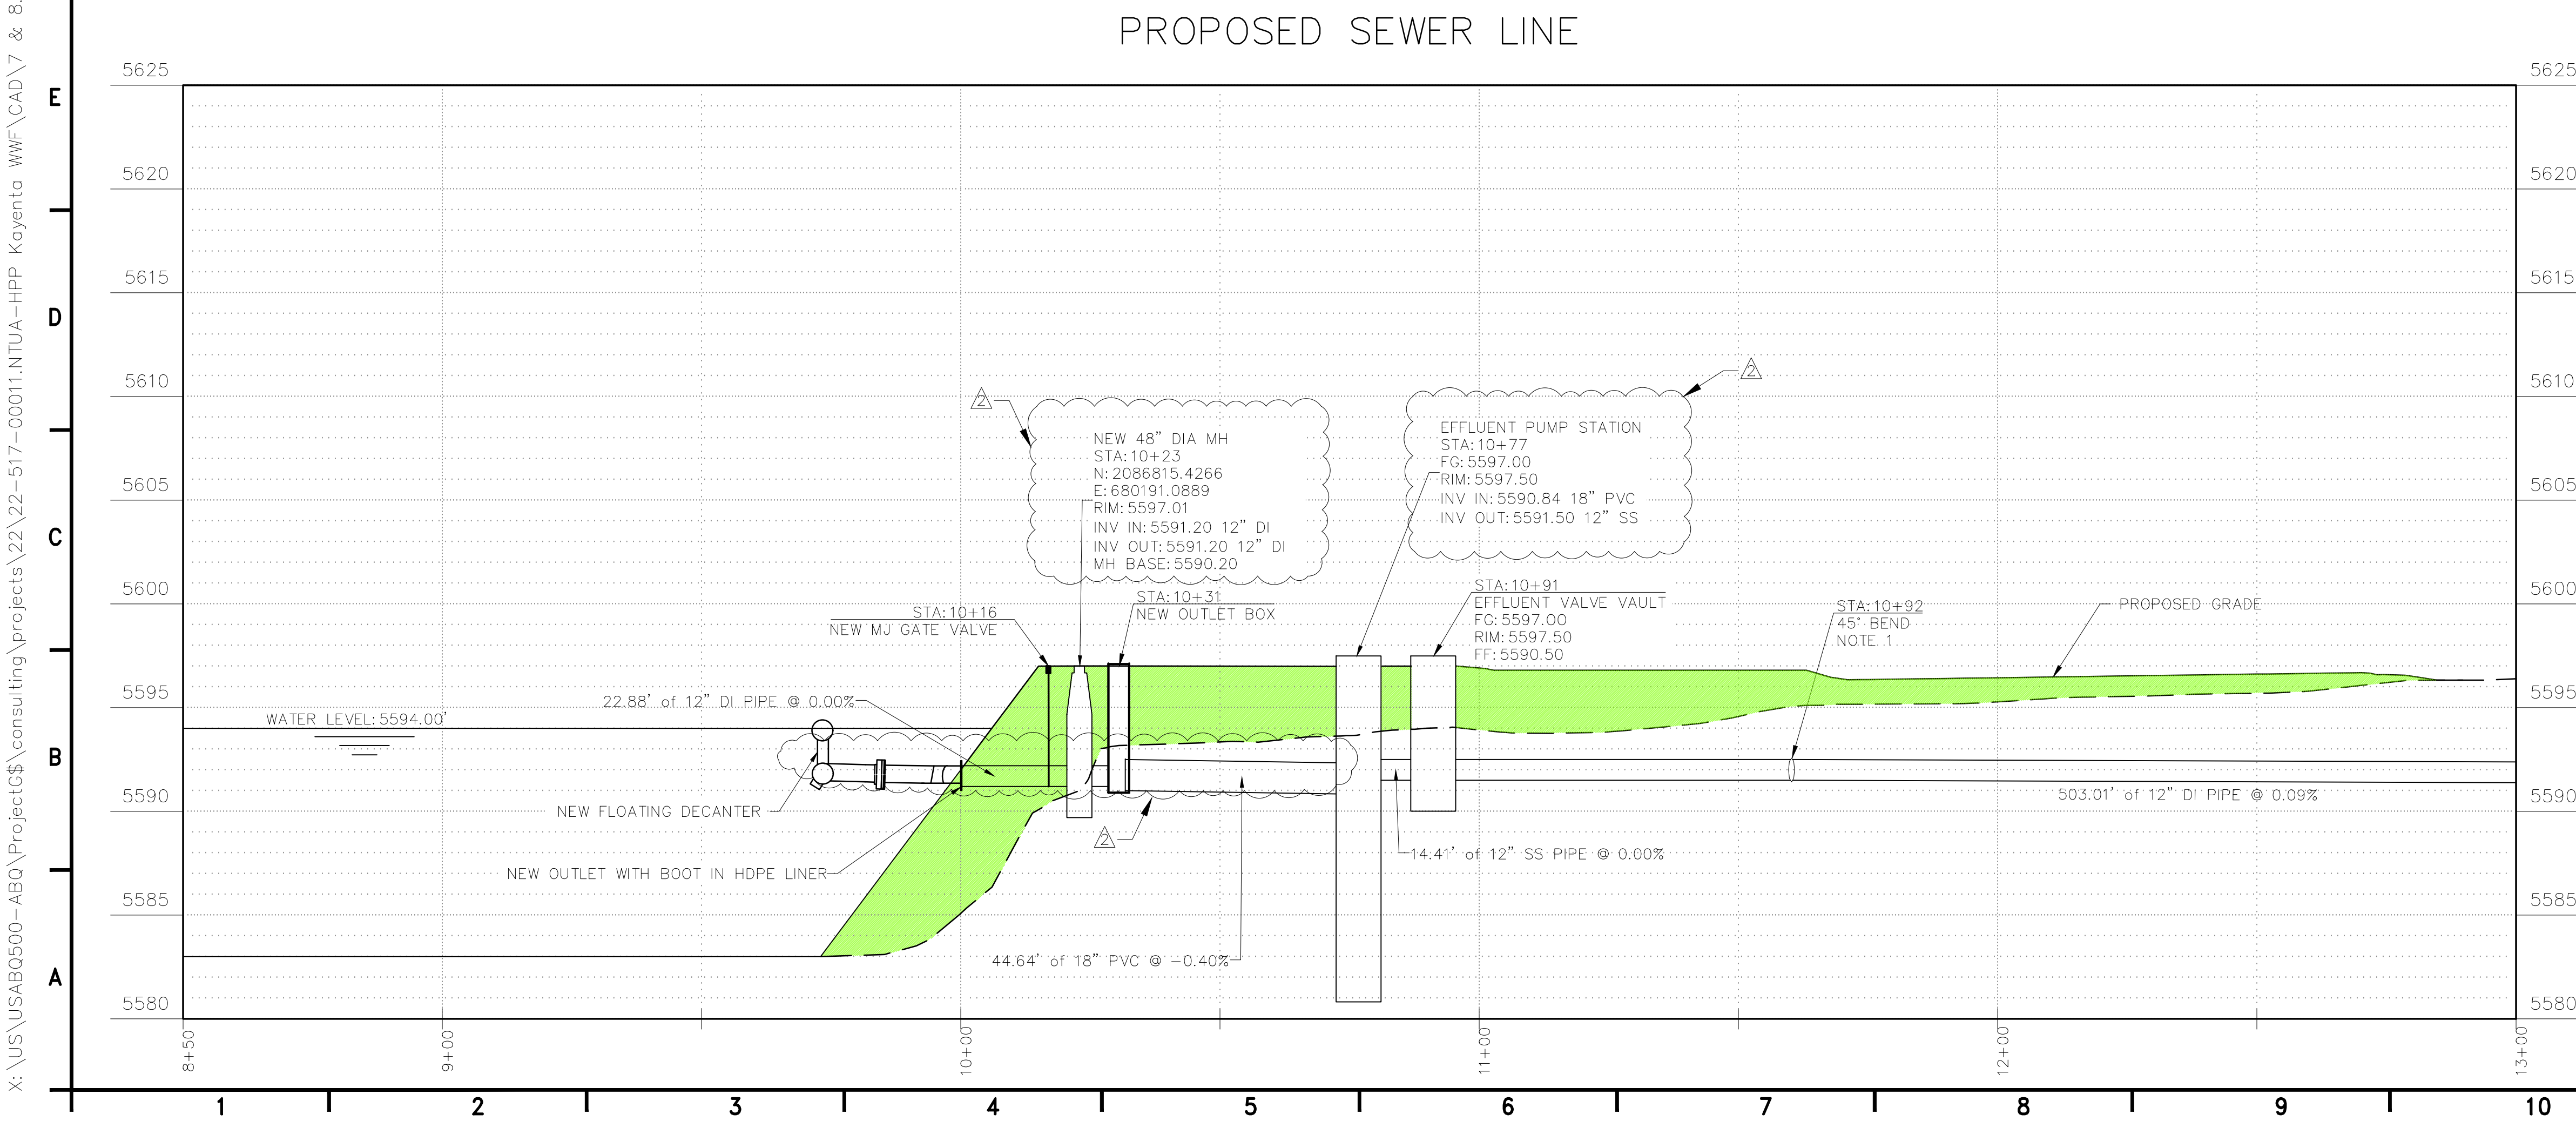 PROPOSED SEWER LINE
X:\US\USABQ500-ABQ\ProjectG$\consulting\projects\22\22-517-00011.NTUA-HPP Kayenta WWF\CAD\7 & 8.
E
D
C
B
A
5625
5620
5615
5610
5605
5600
5595
5590
5585
5580
2
NEW 48" DIA MH
STA:10+23
N:2086815.4266
E:680191.0889
RIM:5597.01
INV IN:5591.20 12" DI
INV OUT:5591.20 12" DI
MH BASE:5590.20
2
EFFLUENT PUMP STATION
STA:10+77
FG:5597.00
RIM:5597.50
INV IN:5590.84 18" PVC
INV OUT:5591.50 12" SS
STA:10+16
NEW MJ GATE VALVE
STA:10+31
NEW OUTLET BOX
STA:10+91
EFFLUENT VALVE VAULT
FG:5597.00
RIM:5597.50
FF:5590.50
STA:10+92
45° BEND
NOTE 1
PROPOSED GRADE
22.88' of 12" DI PIPE @ 0.00%
WATER LEVEL:5594.00'
NEW FLOATING DECANTER
2
NEW OUTLET WITH BOOT IN HDPE LINER
44.64' of 18" PVC @ -0.40%
14.41' of 12" SS PIPE @ 0.00%
503.01' of 12" DI PIPE @ 0.09%
5625
5620
5615
5610
5605
5600
5595
5590
5585
5580
8+50
9+00
10+00
11+00
12+00
13+00
1
2
3
4
5
6
7
8
9
10